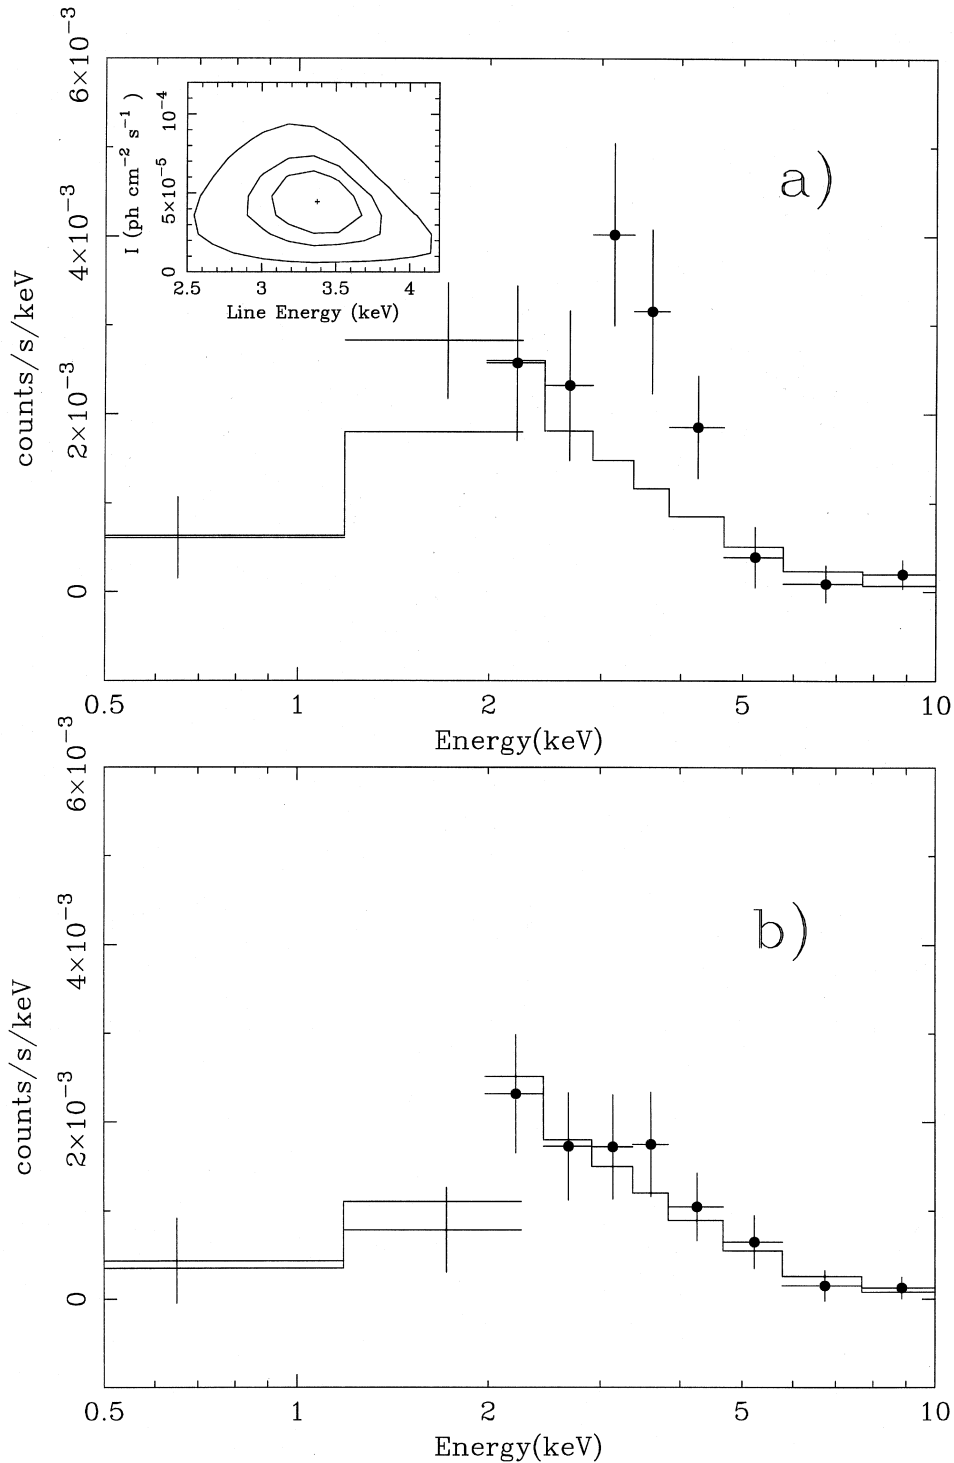 6×10⁻³
4×10⁻³
2×10⁻³
0
counts/s/keV
a)
10⁻⁴
5×10⁻⁵
0
I (ph cm⁻² s⁻¹ )
2.5 3 3.5 4
Line Energy (keV)
0.5 1 2 5 10
Energy(keV)
6×10⁻³
4×10⁻³
2×10⁻³
0
counts/s/keV
b)
0.5 1 2 5 10
Energy(keV)